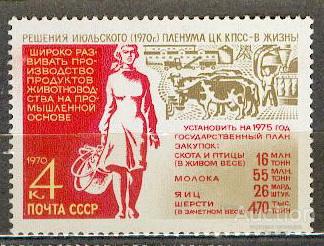 РЕШЕНИЯ ИЮЛЬСКОГО (1970г.) ПЛЕНУМА ЦК КПСС-В ЖИЗНЬ!
ШИРОКО РАЗ-
ВИВАТЬ ПРО-
ИЗВОДСТВО
ПРОДУКТОВ
ЖИВОТНОВОД-
СТВА НА ПРО-
МЫШЛЕННОЙ
ОСНОВЕ
1970
4 К
ПОЧТА СССР
УСТАНОВИТЬ НА 1975 ГОД
ГОСУДАРСТВЕННЫЙ ПЛАН
ЗАКУПОК:
СКОТА И ПТИЦЫ
(В ЖИВОМ ВЕСЕ) 16 МЛН. ТОНН
МОЛОКА 55 МЛН. ТОНН
ЯИЦ 26 МЛРД. ШТУК
ШЕРСТИ
(В ЗАЧЕТНОМ ВЕСЕ) 470 ТЫС. ТОНН